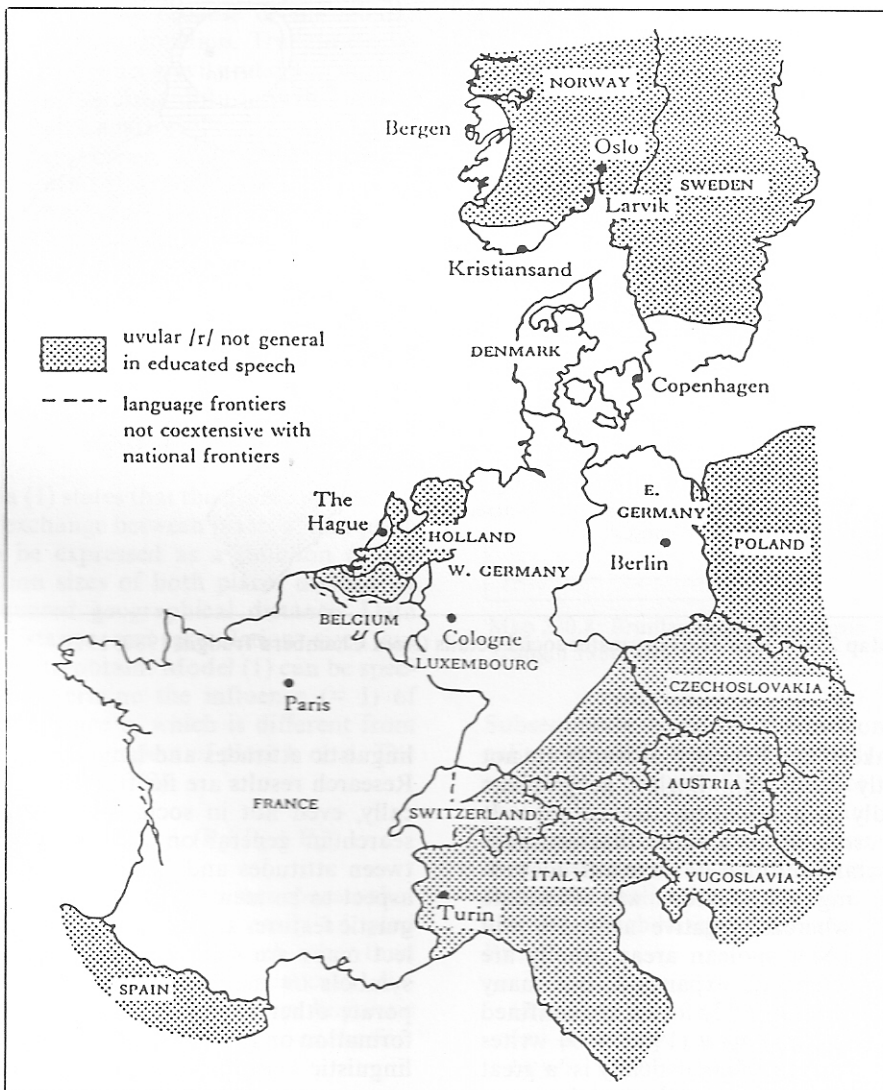 NORWAY
Bergen
Oslo
SWEDEN
Larvik
Kristiansand
uvular /r/ not general
in educated speech
DENMARK
Copenhagen
language frontiers
not coextensive with
national frontiers
The
Hague
E.
GERMANY
HOLLAND
POLAND
W. GERMANY
Berlin
BELGIUM
Cologne
LUXEMBOURG
CZECHOSLOVAKIA
Paris
AUSTRIA
FRANCE
SWITZERLAND
ITALY
YUGOSLAVIA
Turin
SPAIN